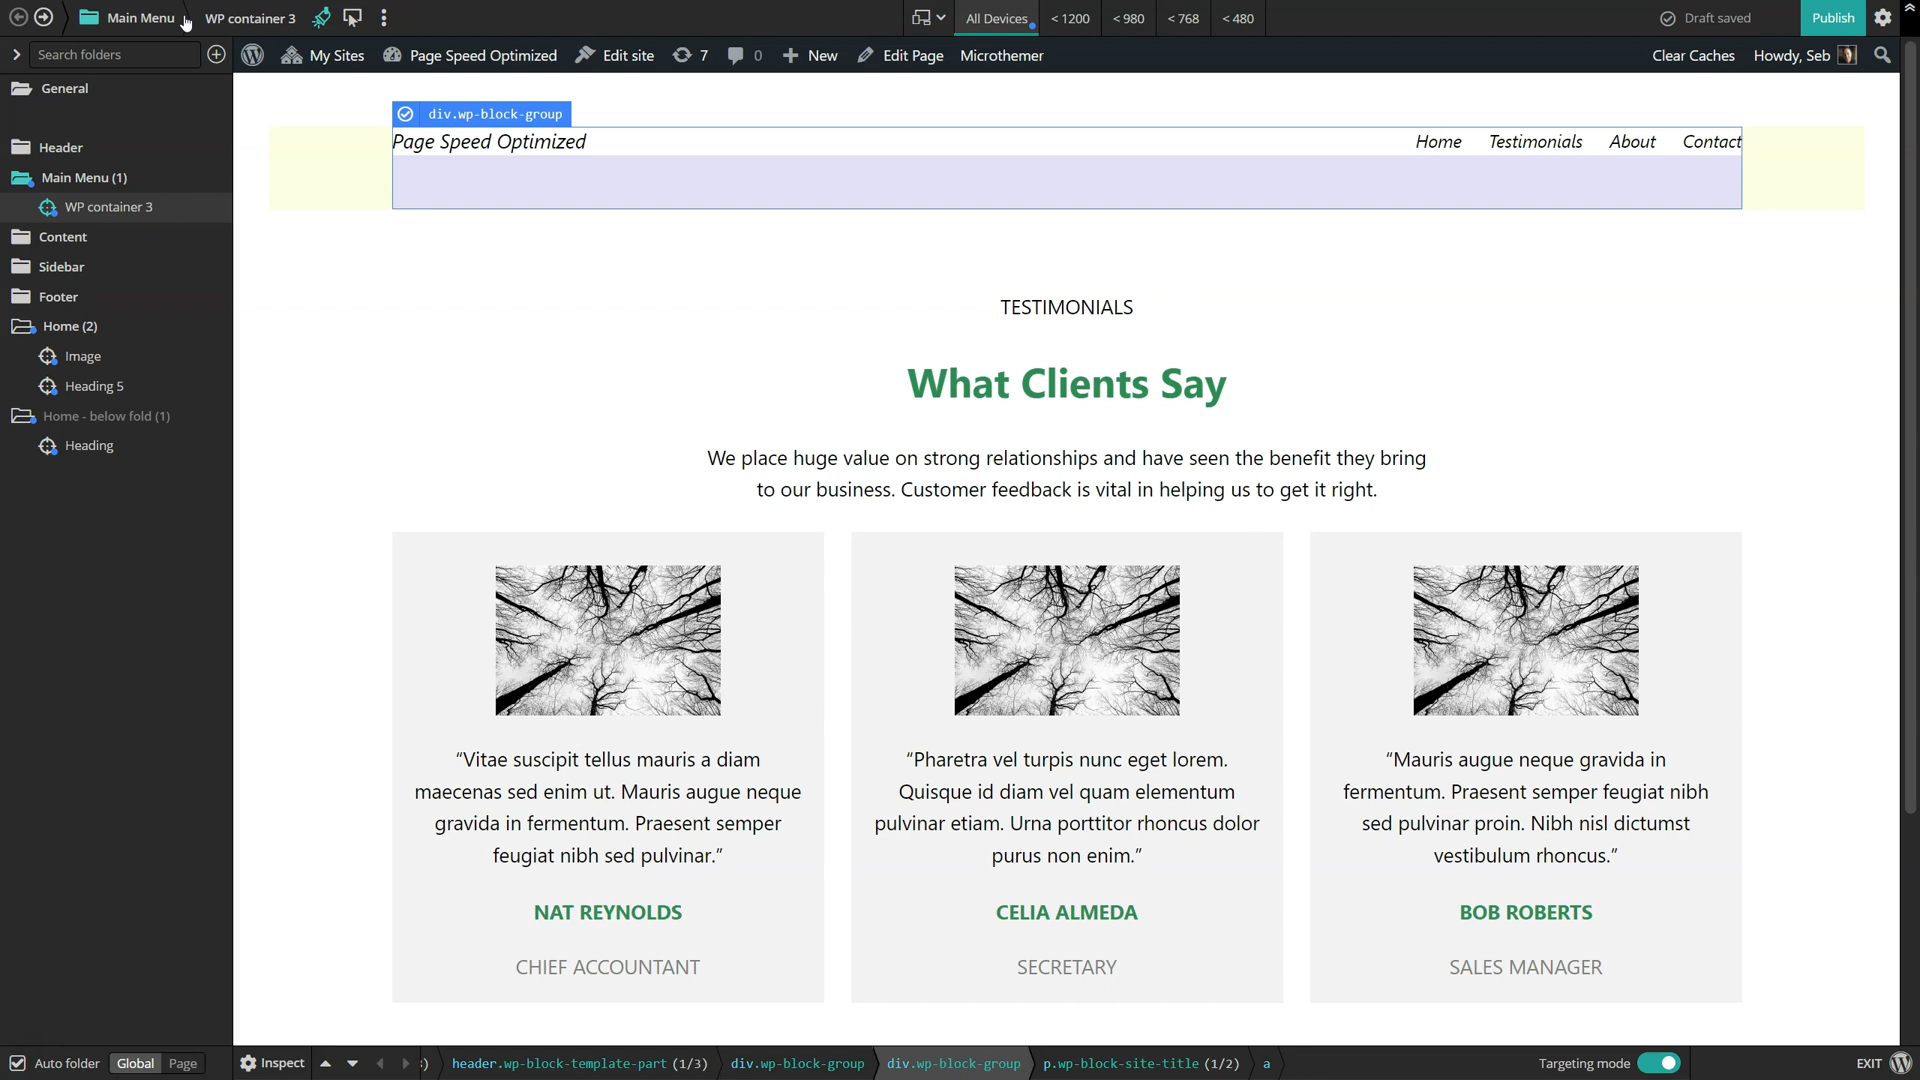 Main Menu
WP container 3
All Devices
< 1200
< 980
< 768
< 480
Draft saved
Publish
Search folders
My Sites
Page Speed Optimized
Edit site
7
0
New
Edit Page
Microthemer
Clear Caches
Howdy, Seb
General
Header
Main Menu (1)
WP container 3
Content
Sidebar
Footer
Home (2)
Image
Heading 5
Home - below fold (1)
Heading
div.wp-block-group
Page Speed Optimized
Home
Testimonials
About
Contact
TESTIMONIALS
What Clients Say
We place huge value on strong relationships and have seen the benefit they bring
to our business. Customer feedback is vital in helping us to get it right.
“Vitae suscipit tellus mauris a diam
maecenas sed enim ut. Mauris augue neque
gravida in fermentum. Praesent semper
feugiat nibh sed pulvinar.”
NAT REYNOLDS
CHIEF ACCOUNTANT
“Pharetra vel turpis nunc eget lorem.
Quisque id diam vel quam elementum
pulvinar etiam. Urna porttitor rhoncus dolor
purus non enim.”
CELIA ALMEDA
SECRETARY
“Mauris augue neque gravida in
fermentum. Praesent semper feugiat nibh
sed pulvinar proin. Nibh nisl dictumst
vestibulum rhoncus.”
BOB ROBERTS
SALES MANAGER
Auto folder
Global
Page
Inspect
header.wp-block-template-part (1/3)
div.wp-block-group
div.wp-block-group
p.wp-block-site-title (1/2)
a
Targeting mode
EXIT